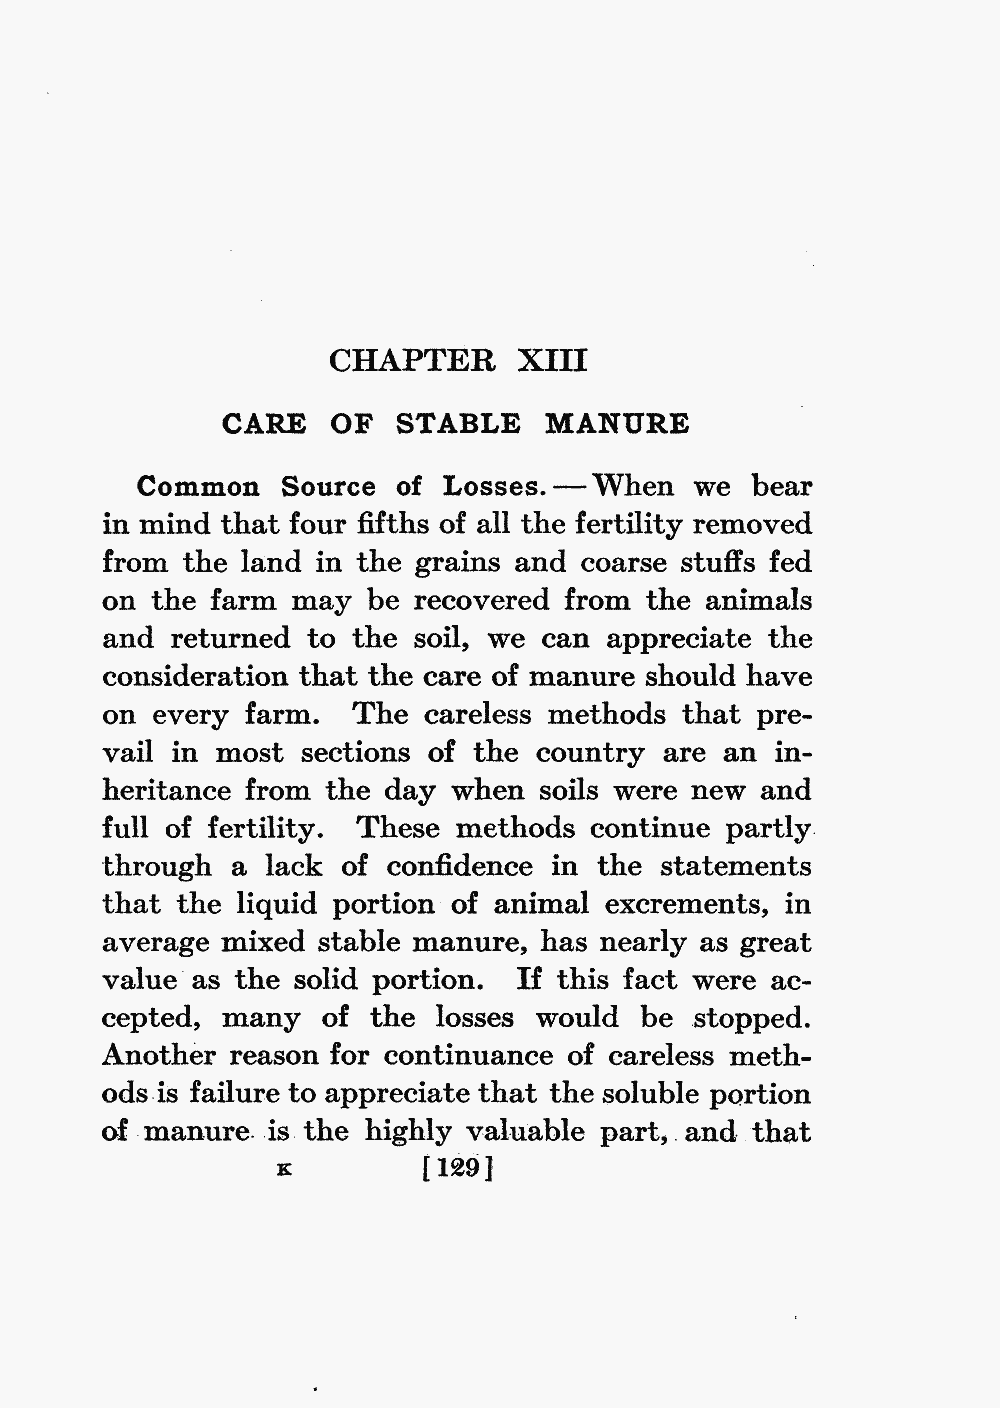 CHAPTER XIII
CARE OF STABLE MANURE
Common Source of Losses. — When we bear
in mind that four fifths of all the fertility removed
from the land in the grains and coarse stuffs fed
on the farm may be recovered from the animals
and returned to the soil, we can appreciate the
consideration that the care of manure should have
on every farm. The careless methods that pre-
vail in most sections of the country are an in-
heritance from the day when soils were new and
full of fertility. These methods continue partly
through a lack of confidence in the statements
that the liquid portion of animal excrements, in
average mixed stable manure, has nearly as great
value as the solid portion. If this fact were ac-
cepted, many of the losses would be stopped.
Another reason for continuance of careless meth-
ods is failure to appreciate that the soluble portion
of manure is the highly valuable part, and that
K [129]